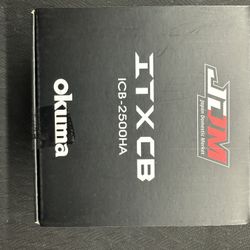 JDM
Japan Domestic Market
ITX CB
ICB-2500HA
okuma